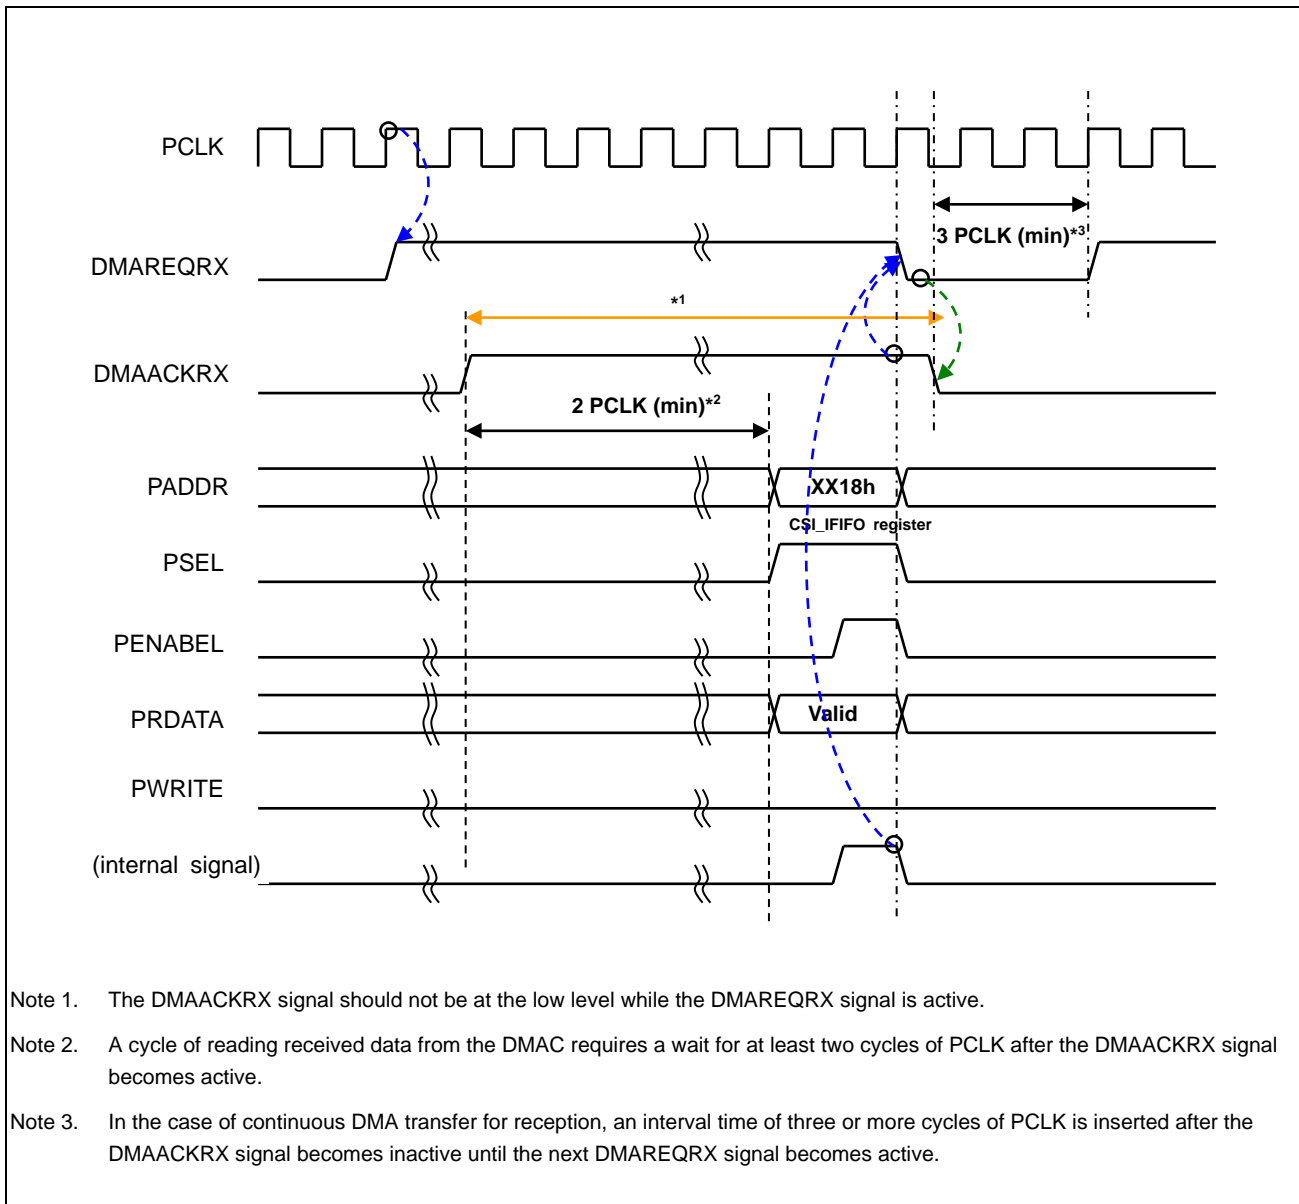 PCLK
3 PCLK (min)*3
DMAREQRX
*1
DMAACKRX
2 PCLK (min)*2
PADDR
XX18h
CSI_IFIFO register
PSEL
PENABEL
PRDATA
Valid
PWRITE
(internal signal)
Note 1. The DMAACKRX signal should not be at the low level while the DMAREQRX signal is active.
Note 2. A cycle of reading received data from the DMAC requires a wait for at least two cycles of PCLK after the DMAACKRX signal
becomes active.
Note 3. In the case of continuous DMA transfer for reception, an interval time of three or more cycles of PCLK is inserted after the
DMAACKRX signal becomes inactive until the next DMAREQRX signal becomes active.